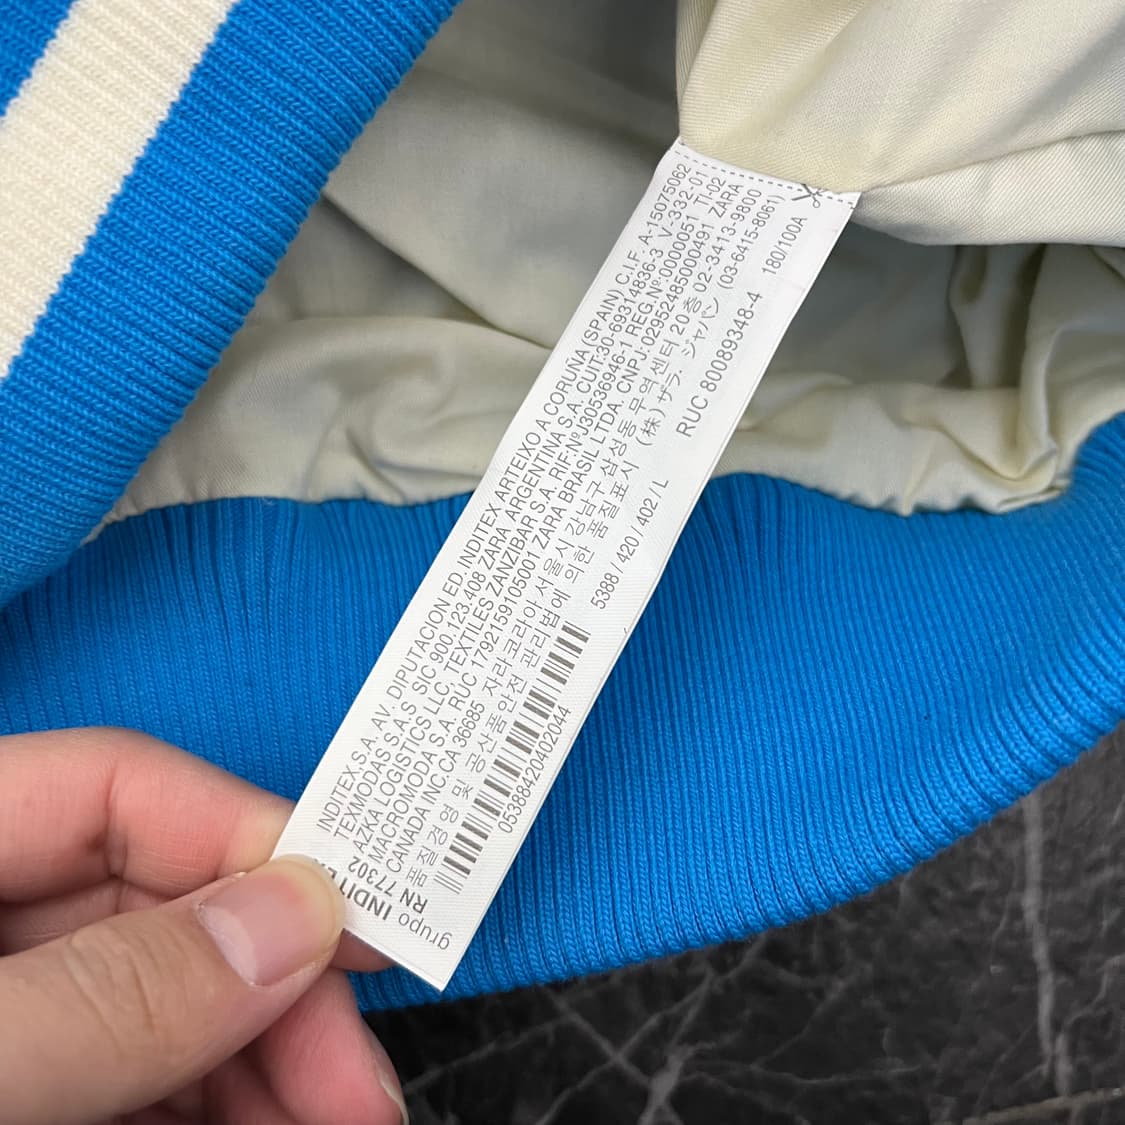 grupo INDITEX
RN 77302
INDITEX S.A. AV. DIPUTACION ED. INDITEX ARTEIXO A CORUÑA (SPAIN) C.I.F.: A-15075062
TEXMODAS S.A.S. SIC 900.123.408 ZARA ARGENTINA S.A. CUIT:30-69314836-3 V-332-01
AZKA LOGISTICS LLC, TEXTILES ZANZIBAR S.A. RIF:Nº J30536946-1 REG.Nº:0000051 TI-02
MACROMODA S.A. RUC 1792159105001 ZARA BRASIL LTDA. CNPJ:02952485000491 ZARA
CANADA INC.CA 36685 자라코리아 서울시 강남구 삼성동 무역센터 20층 02-3413-9800
품질경영 및 공산품안전 관리법에 의한 품질표시 (株) ザラ. ジャパン (03-6415-8061)
RUC 80089348-4 180/100A
05388420402044
5388 / 420 / 402 / L